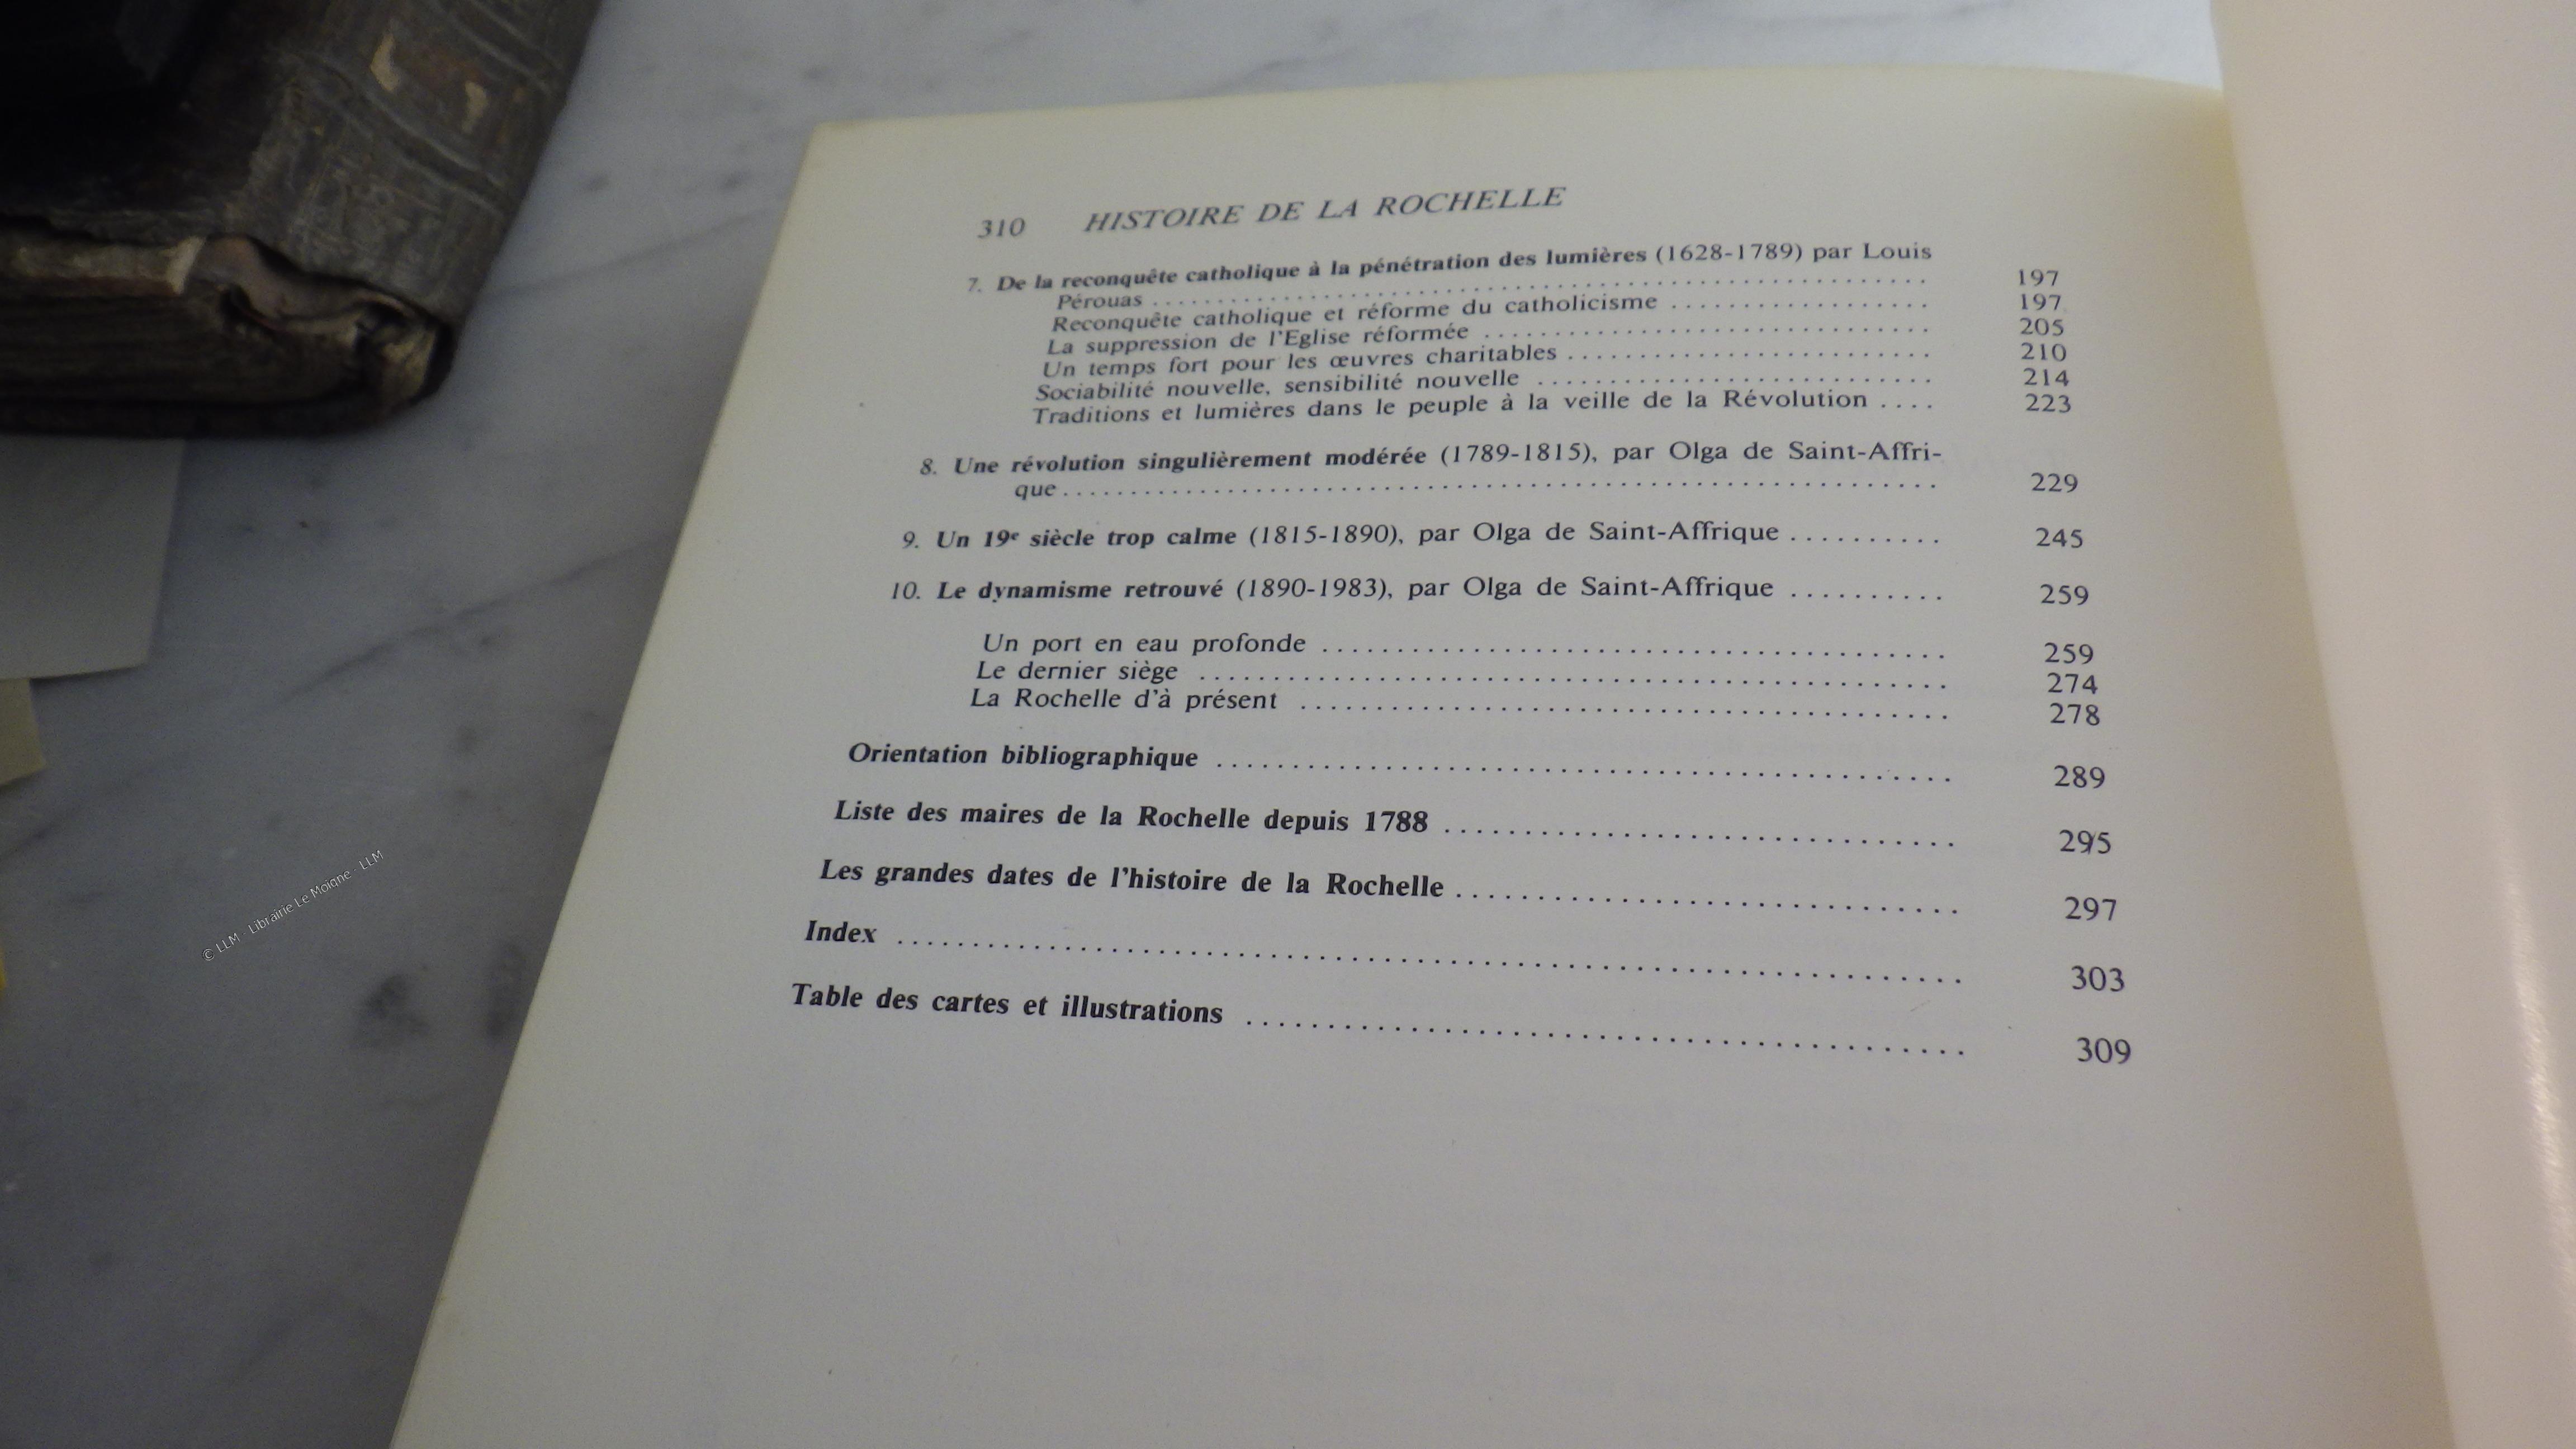 310 HISTOIRE DE LA ROCHELLE
7. De la reconquête catholique à la pénétration des lumières (1628-1789) par Louis
Pérouas .......... 197
Reconquête catholique et réforme du catholicisme .......... 197
La suppression de l'Eglise réformée .......... 205
Un temps fort pour les œuvres charitables .......... 210
Sociabilité nouvelle, sensibilité nouvelle .......... 214
Traditions et lumières dans le peuple à la veille de la Révolution .... 223
8. Une révolution singulièrement modérée (1789-1815), par Olga de Saint-Affri-
que .......... 229
9. Un 19e siècle trop calme (1815-1890), par Olga de Saint-Affrique .......... 245
10. Le dynamisme retrouvé (1890-1983), par Olga de Saint-Affrique .......... 259
Un port en eau profonde .......... 259
Le dernier siège .......... 274
La Rochelle d'à présent .......... 278
Orientation bibliographique .......... 289
Liste des maires de la Rochelle depuis 1788 .......... 295
Les grandes dates de l'histoire de la Rochelle .......... 297
Index .......... 303
Table des cartes et illustrations .......... 309
© LLM - Librairie Le Moigne - LLM